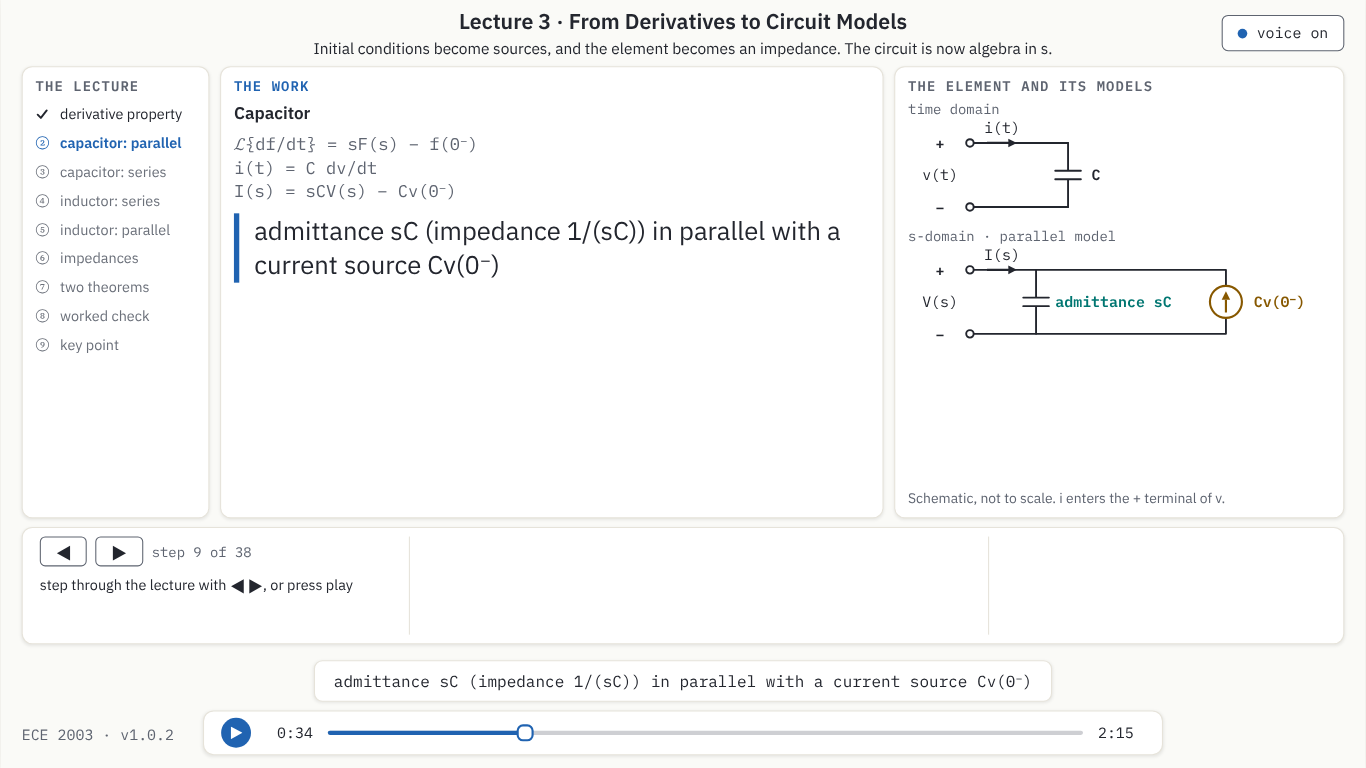 Lecture 3 · From Derivatives to Circuit Models
Initial conditions become sources, and the element becomes an impedance. The circuit is now algebra in s.
● voice on
THE LECTURE
✓ derivative property
② capacitor: parallel
③ capacitor: series
④ inductor: series
⑤ inductor: parallel
⑥ impedances
⑦ two theorems
⑧ worked check
⑨ key point
THE WORK
Capacitor
ℒ{df/dt} = sF(s) − f(0⁻)
i(t) = C dv/dt
I(s) = sCV(s) − Cv(0⁻)
admittance sC (impedance 1/(sC)) in parallel with a
current source Cv(0⁻)
THE ELEMENT AND ITS MODELS
time domain
i(t)
+
v(t)
C
−
s-domain · parallel model
I(s)
+
V(s)
admittance sC
Cv(0⁻)
−
Schematic, not to scale. i enters the + terminal of v.
◀ ▶ step 9 of 38
step through the lecture with ◀ ▶, or press play
admittance sC (impedance 1/(sC)) in parallel with a current source Cv(0⁻)
ECE 2003 · v1.0.2
0:34
2:15